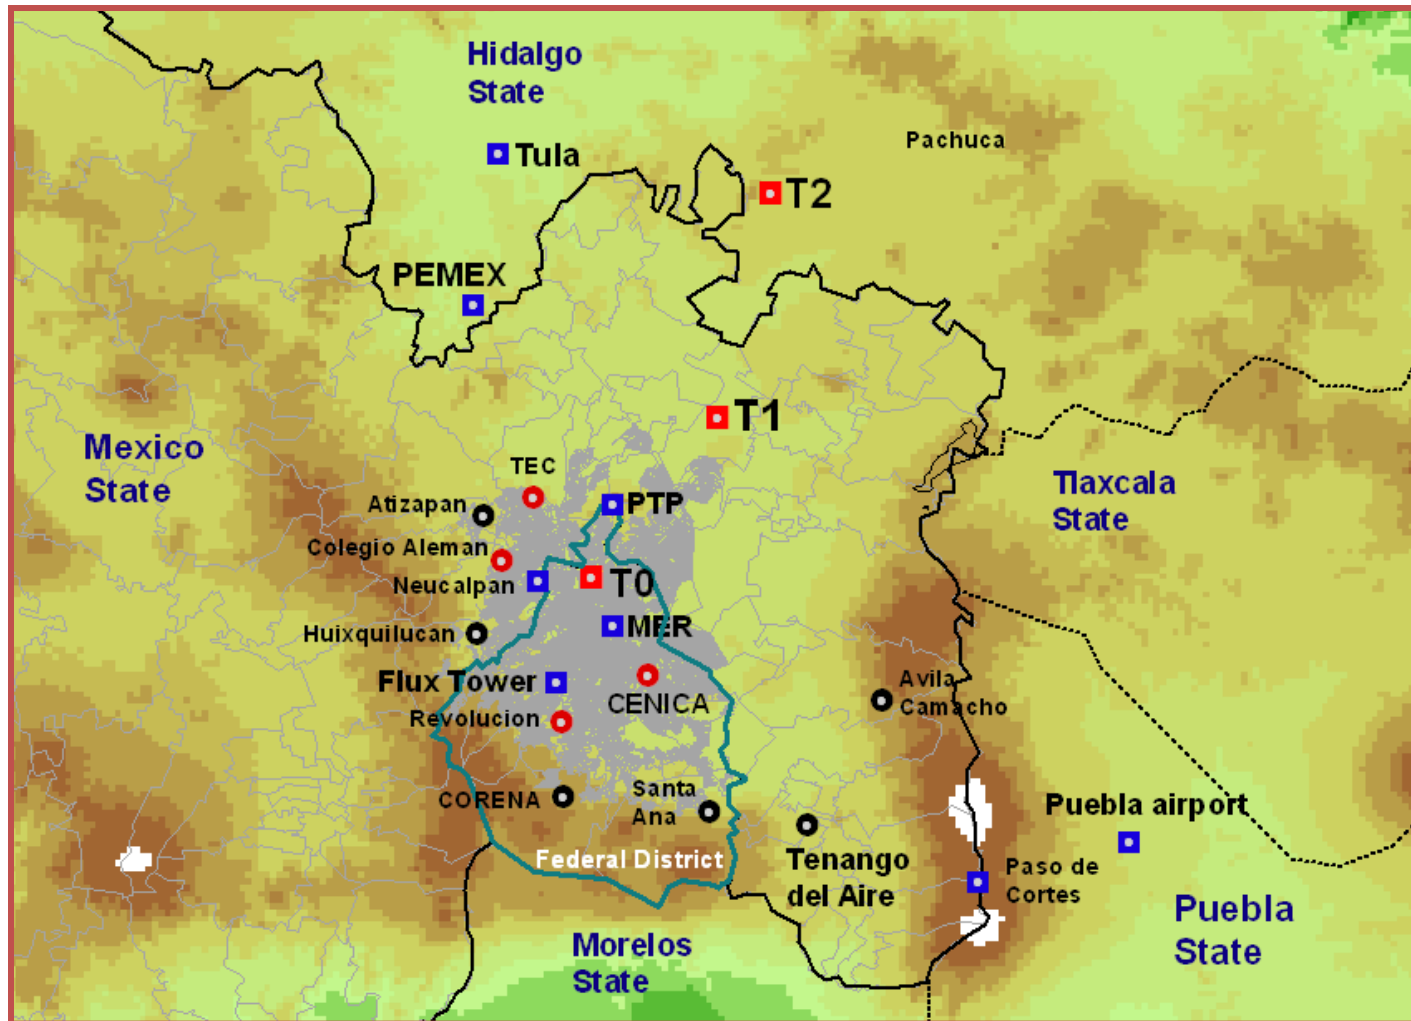 Hidalgo
State
Tula
Pachuca
T2
PEMEX
T1
Mexico
State
TEC
Atizapan
PTP
Tlaxcala
State
Colegio Aleman
Neucalpan
T0
Huixquilucan
MER
Flux Tower
CENICA
Avila
Camacho
Revolucion
CORENA
Santa
Ana
Puebla airport
Federal District
Tenango
del Aire
Paso de
Cortes
Puebla
State
Morelos
State